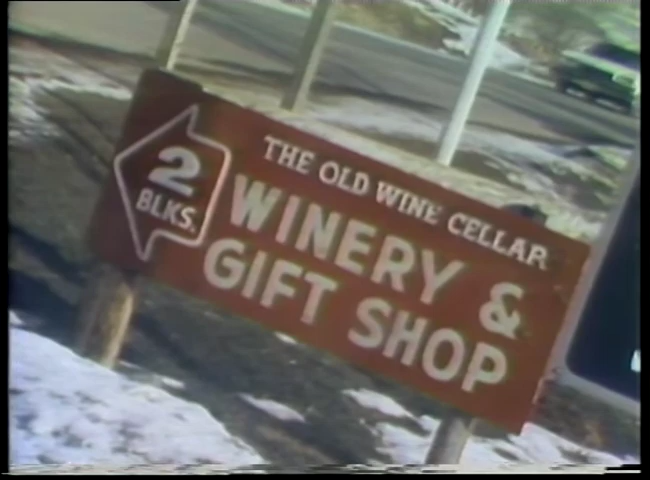 2
BLKS.
THE OLD WINE CELLAR
WINERY &
GIFT SHOP